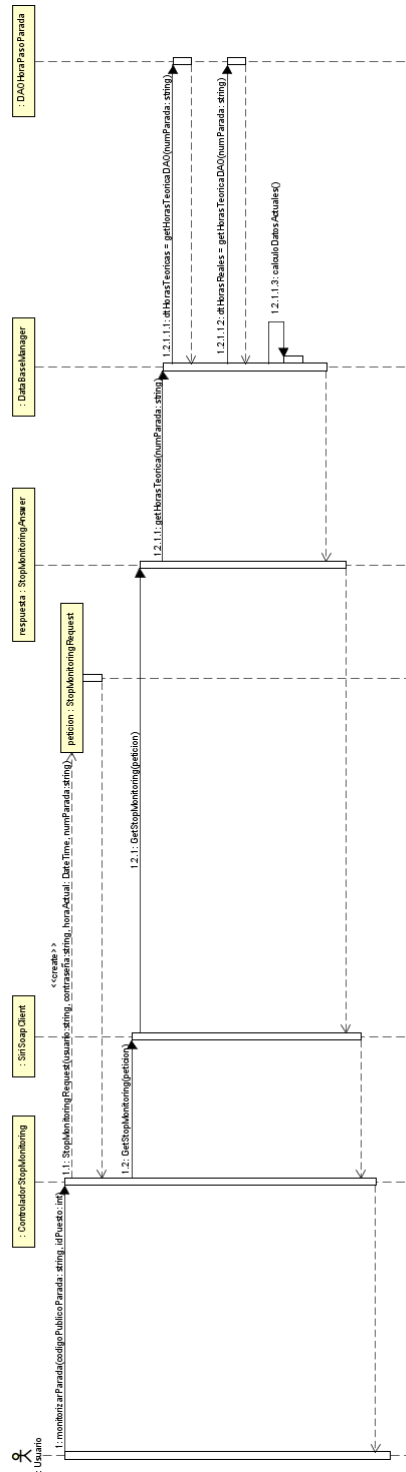 : Usuario
: ControladorStopMonitoring
: SiriSoapClient
peticion : StopMonitoringRequest
respuesta : StopMonitoringAnswer
: DataBaseManager
: DAOHoraPasoParada
1: monitorizarParada(codigoPublicoParada: string, idPuesto: int)
<<create>>
1.1: StopMonitoringRequest(usuario:string, contraseña:string, horaActual: DateTime, numParada:string)
1.2: GetStopMonitoring(peticion)
1.2.1: GetStopMonitoring(peticion)
1.2.1.1: getHorasTeorica(numParada: string)
1.2.1.1.1: dtHorasTeoricas = getHorasTeoricaDAO(numParada: string)
1.2.1.1.2: dtHorasReales = getHorasTeoricaDAO(numParada: string)
1.2.1.1.3: calculoDatosActuales()